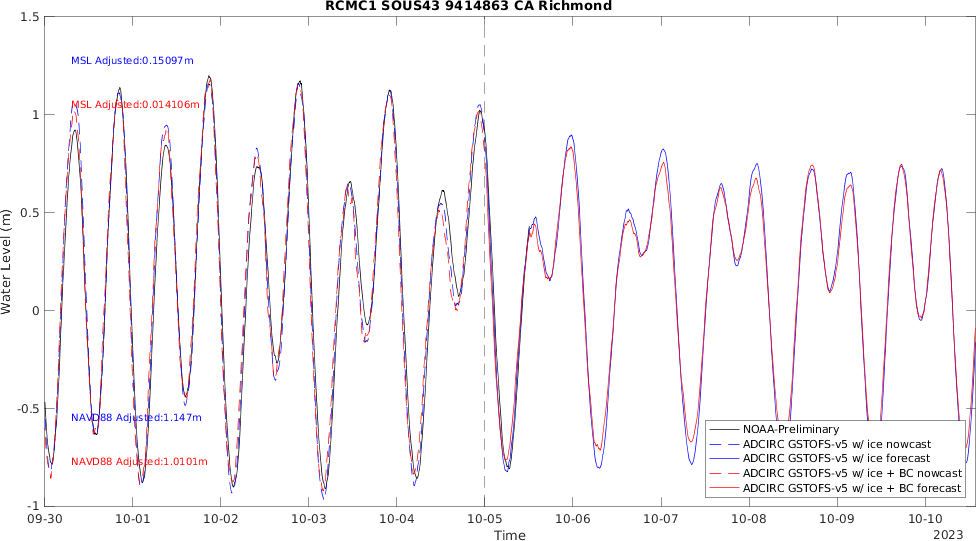 RCMC1 SOUS43 9414863 CA Richmond
1.5
MSL Adjusted:0.15097m
MSL Adjusted:0.014106m
1
0.5
Water Level (m)
0
-0.5
NAVD88 Adjusted:1.147m
NAVD88 Adjusted:1.0101m
-1
NOAA-Preliminary
ADCIRC GSTOFS-v5 w/ ice nowcast
ADCIRC GSTOFS-v5 w/ ice forecast
ADCIRC GSTOFS-v5 w/ ice + BC nowcast
ADCIRC GSTOFS-v5 w/ ice + BC forecast
09-30 10-01 10-02 10-03 10-04 10-05 10-06 10-07 10-08 10-09 10-10
2023
Time